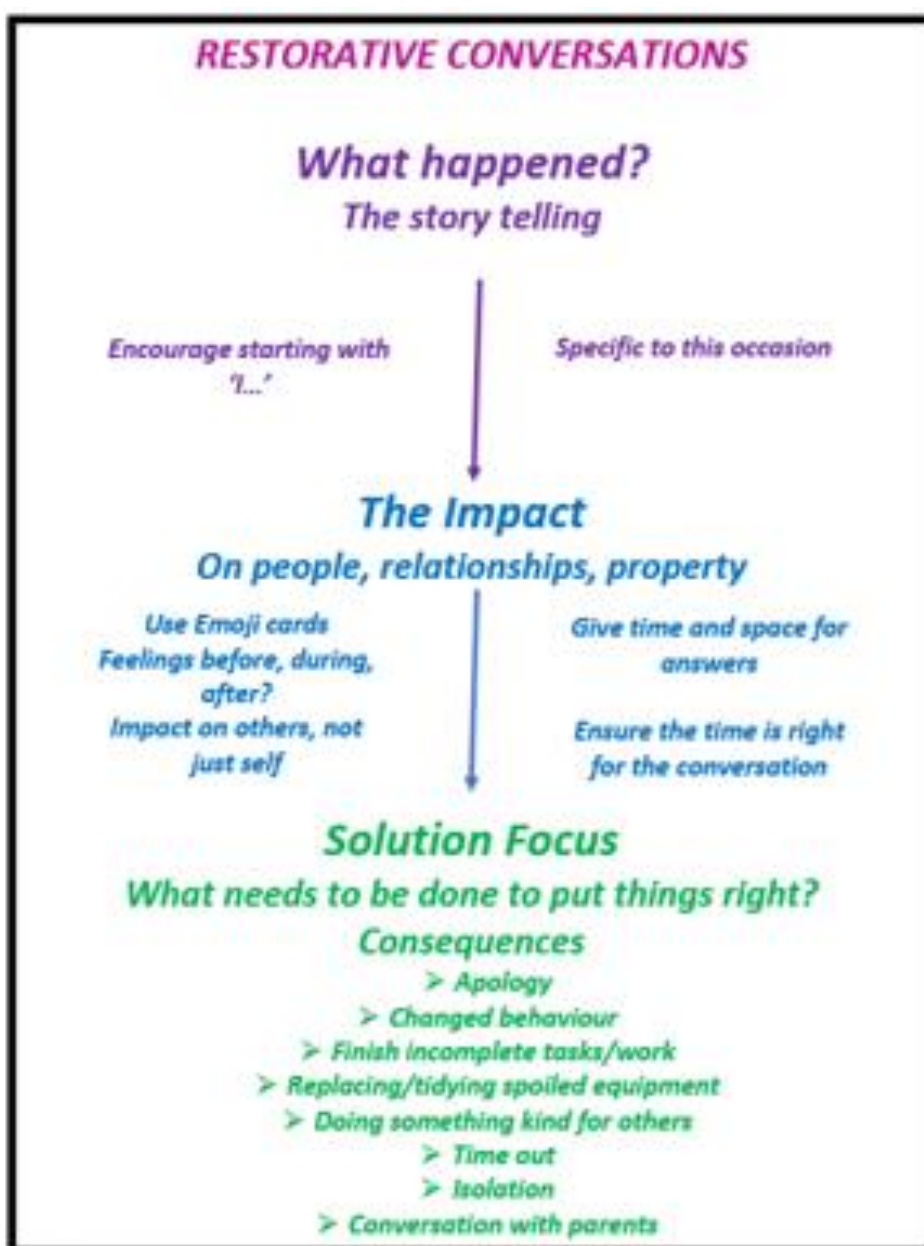 RESTORATIVE CONVERSATIONS
What happened?
The story telling
Encourage starting with
'I...'
Specific to this occasion
The Impact
On people, relationships, property
Use Emoji cards
Feelings before, during,
after?
Impact on others, not
just self
Give time and space for
answers
Ensure the time is right
for the conversation
Solution Focus
What needs to be done to put things right?
Consequences
➤ Apology
➤ Changed behaviour
➤ Finish incomplete tasks/work
➤ Replacing/tidying spoiled equipment
➤ Doing something kind for others
➤ Time out
➤ Isolation
➤ Conversation with parents